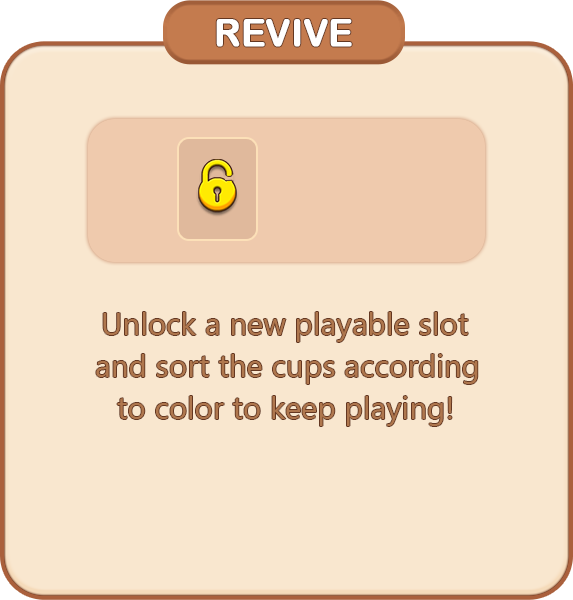 REVIVE
Unlock a new playable slot
and sort the cups according
to color to keep playing!